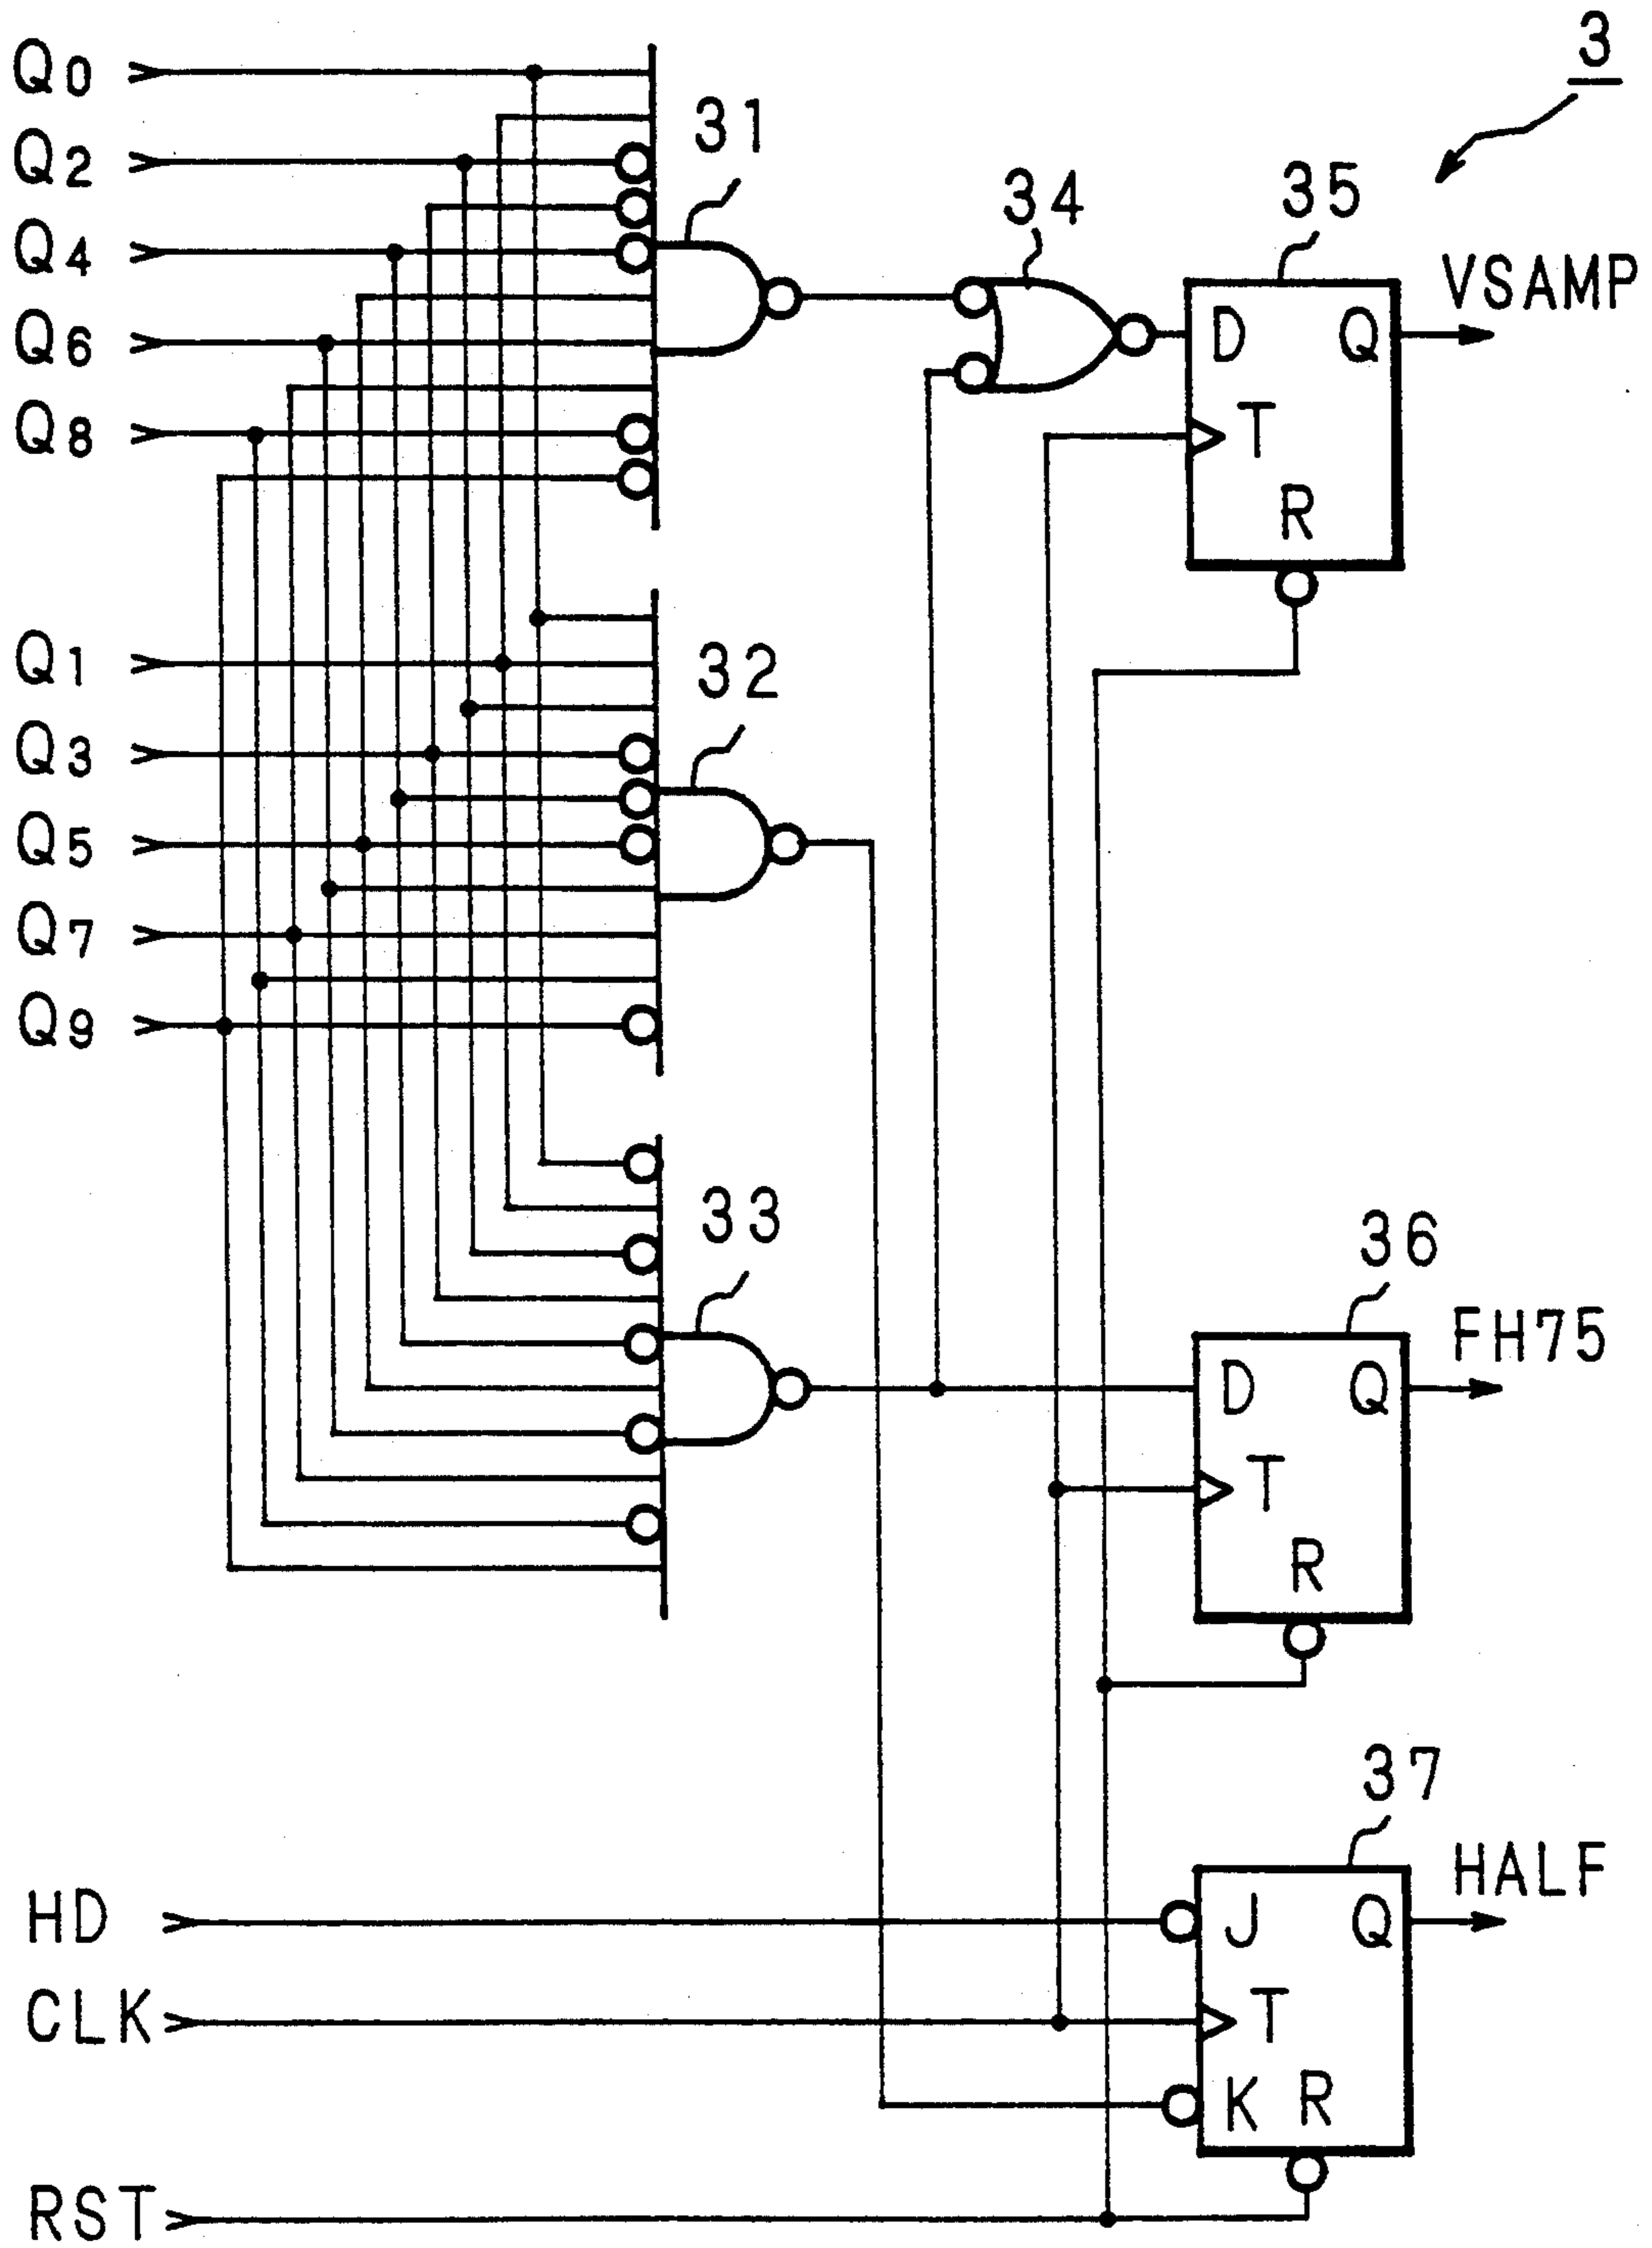 3
Q0
Q2
31
Q4
34
35
VSAMP
D Q
Q6
T
Q8
R
Q1
32
Q3
Q5
Q7
Q9
33
36
FH75
D Q
T
R
37
HALF
HD
J Q
CLK
T
K R
RST